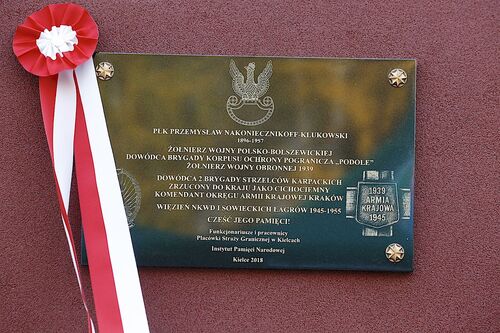 PŁK PRZEMYSŁAW NAKONIECZNIKOFF-KLUKOWSKI
1896-1957
ŻOŁNIERZ WOJNY POLSKO-BOLSZEWICKIEJ
DOWÓDCA BRYGADY KORPUSU OCHRONY POGRANICZA „PODOLE”
ŻOŁNIERZ WOJNY OBRONNEJ 1939
DOWÓDCA 2 BRYGADY STRZELCÓW KARPACKICH
ZRZUCONY DO KRAJU JAKO CICHOCIEMNY
KOMENDANT OKRĘGU ARMII KRAJOWEJ KRAKÓW
WIĘZIEŃ NKWD I SOWIECKICH ŁAGRÓW 1945-1955
CZEŚĆ JEGO PAMIĘCI!
Funkcjonariusze i pracownicy
Placówki Straży Granicznej w Kielcach
Instytut Pamięci Narodowej
Kielce 2018
1939
ARMIA
KRAJOWA
1945